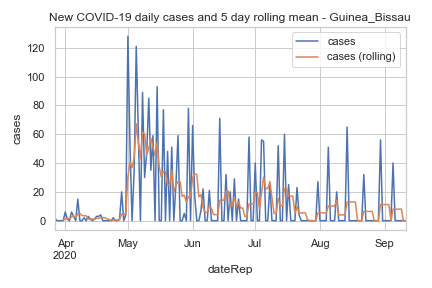 New COVID-19 daily cases and 5 day rolling mean - Guinea_Bissau
cases
cases (rolling)
cases
120
100
80
60
40
20
0
Apr May Jun Jul Aug Sep
2020
dateRep